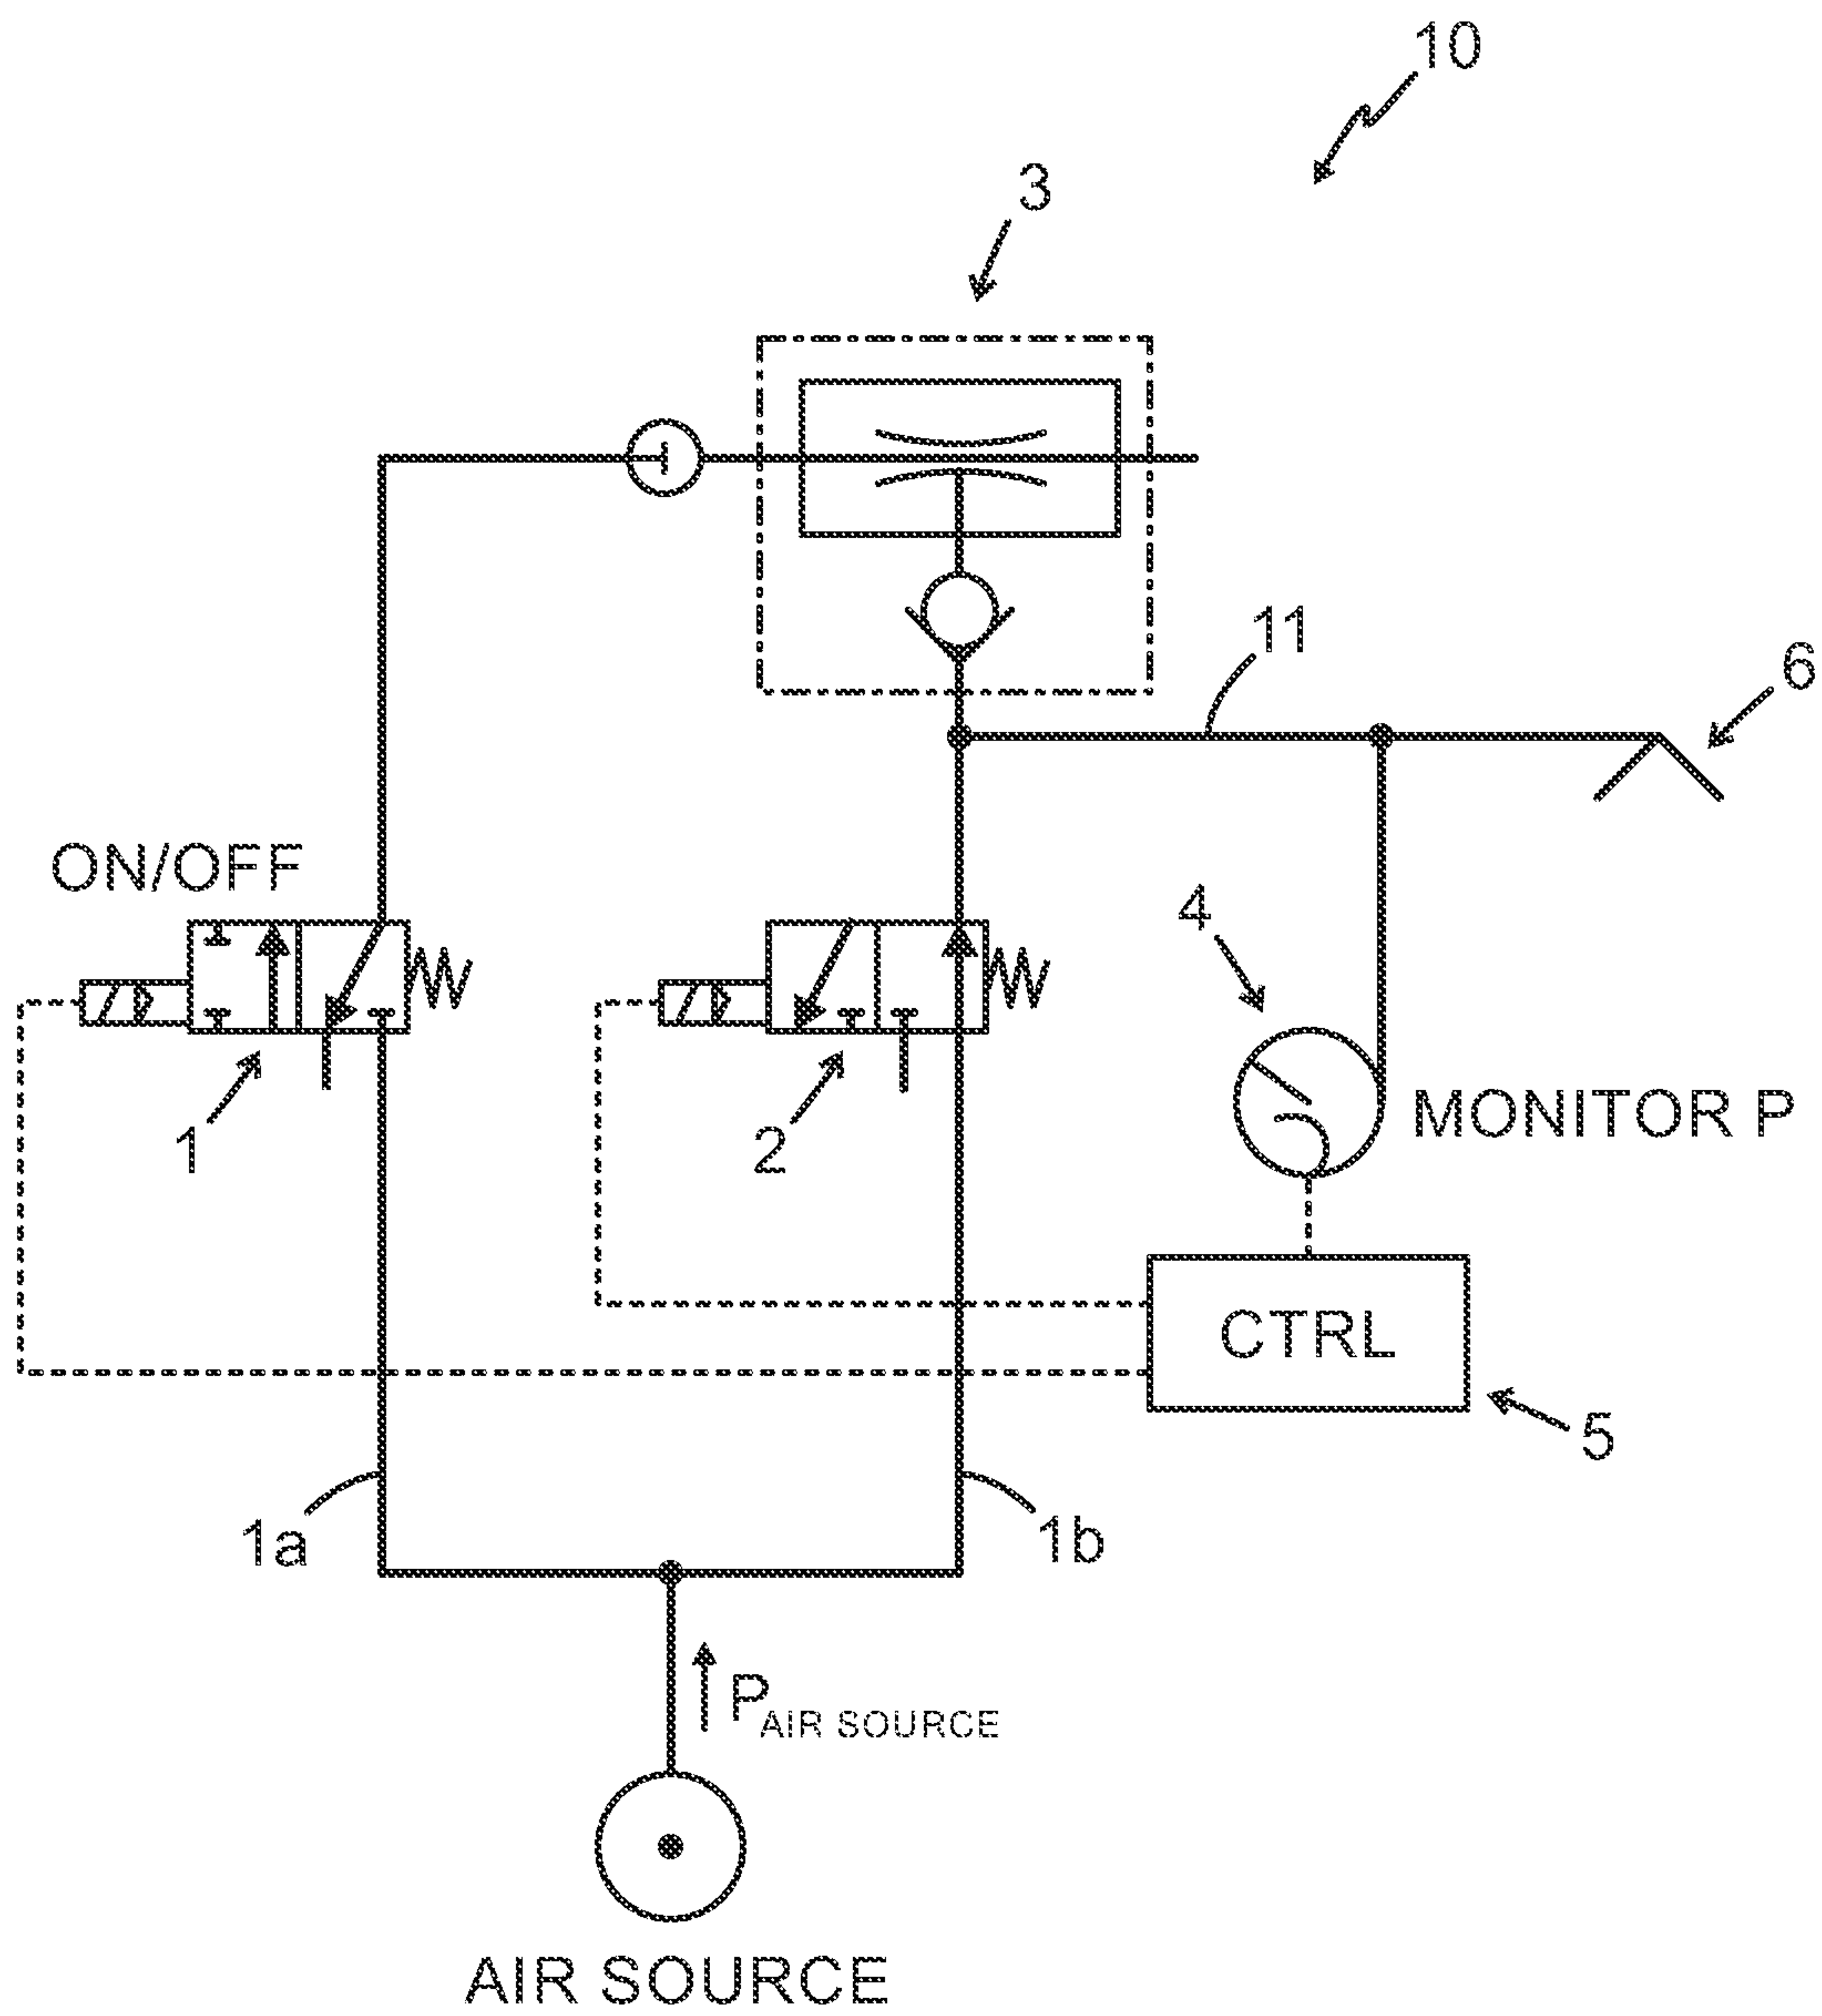 10
3
11
6
ON/OFF
4
1
2
MONITOR P
CTRL
5
1a
1b
P AIR SOURCE
AIR SOURCE